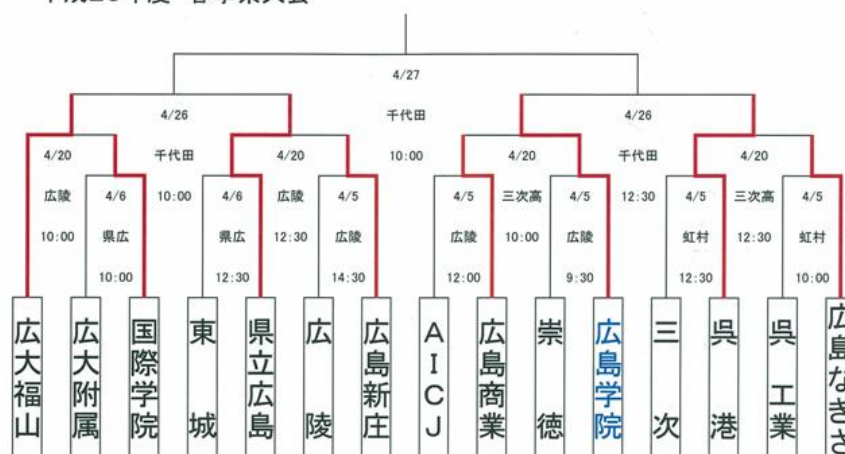 4/27
4/26 千代田 4/26
4/20 千代田 4/20 10:00 4/20 千代田 4/20
広陵 4/6 10:00 4/6 広陵 4/5 4/5 三次高 4/5 12:30 4/5 三次高 4/5
10:00 県広 県広 12:30 広陵 広陵 10:00 広陵 虹村 12:30 虹村
10:00 12:30 14:30 12:00 9:30 12:30 10:00
広大福山
広大附属
国際学院
東城
県立広島
広陵
広島新庄
AICJ
広島商業
崇徳
広島学院
三次
呉港
呉工業
広島なぎさ